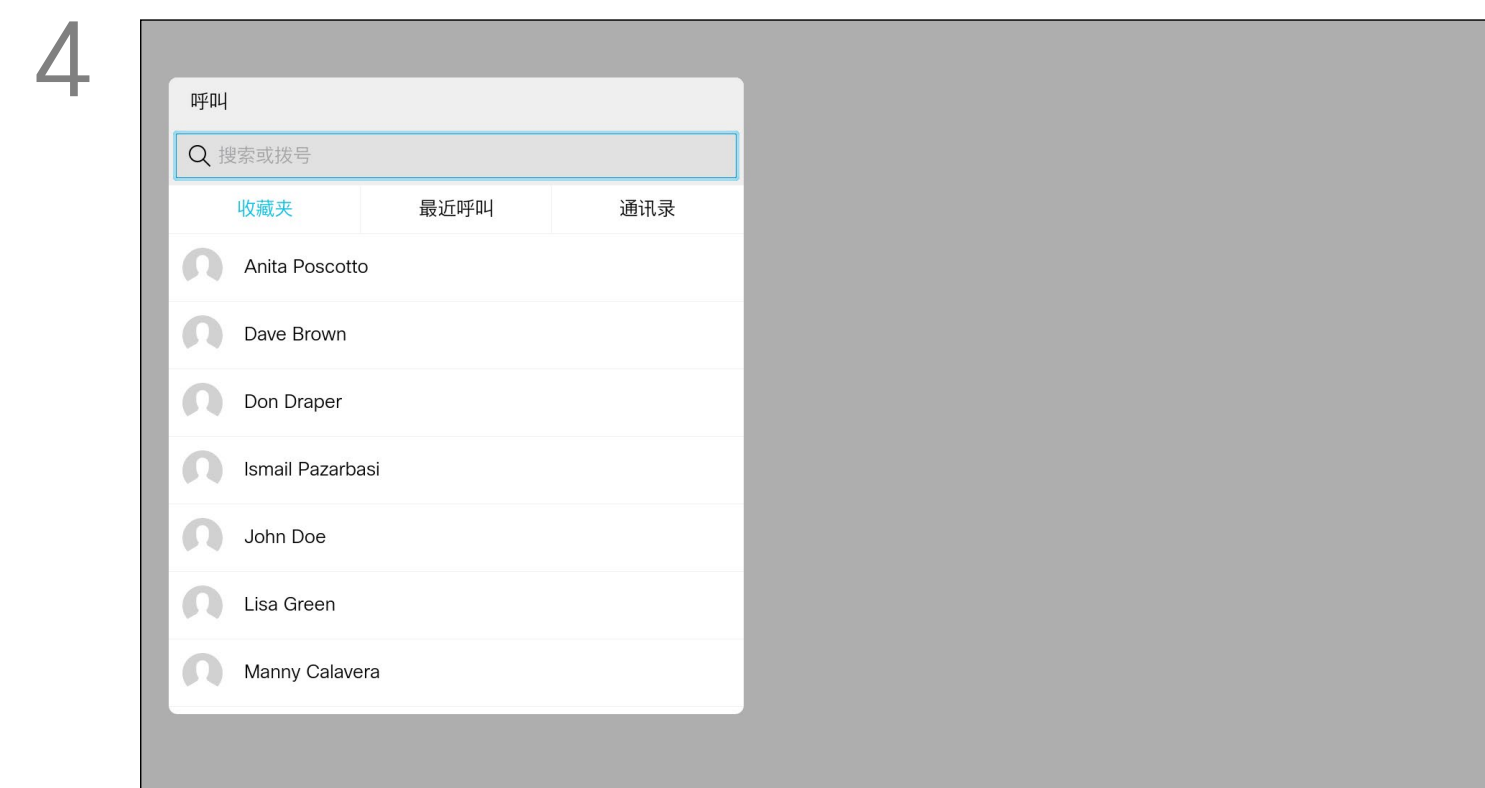 4
呼叫
搜索或拨号
收藏夹 最近呼叫 通讯录
Anita Poscotto
Dave Brown
Don Draper
Ismail Pazarbasi
John Doe
Lisa Green
Manny Calavera